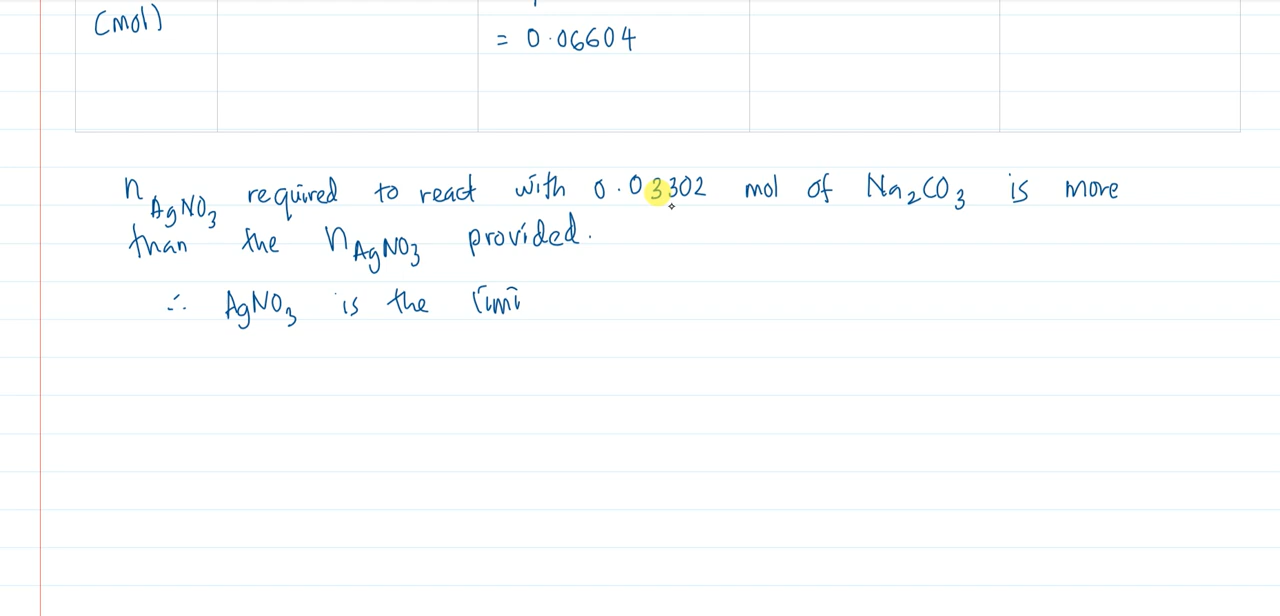 (mol)
= 0.06604
n AgNO3 required to react with 0.03302 mol of Na2CO3 is more
than the n AgNO3 provided.
∴ AgNO3 is the limi